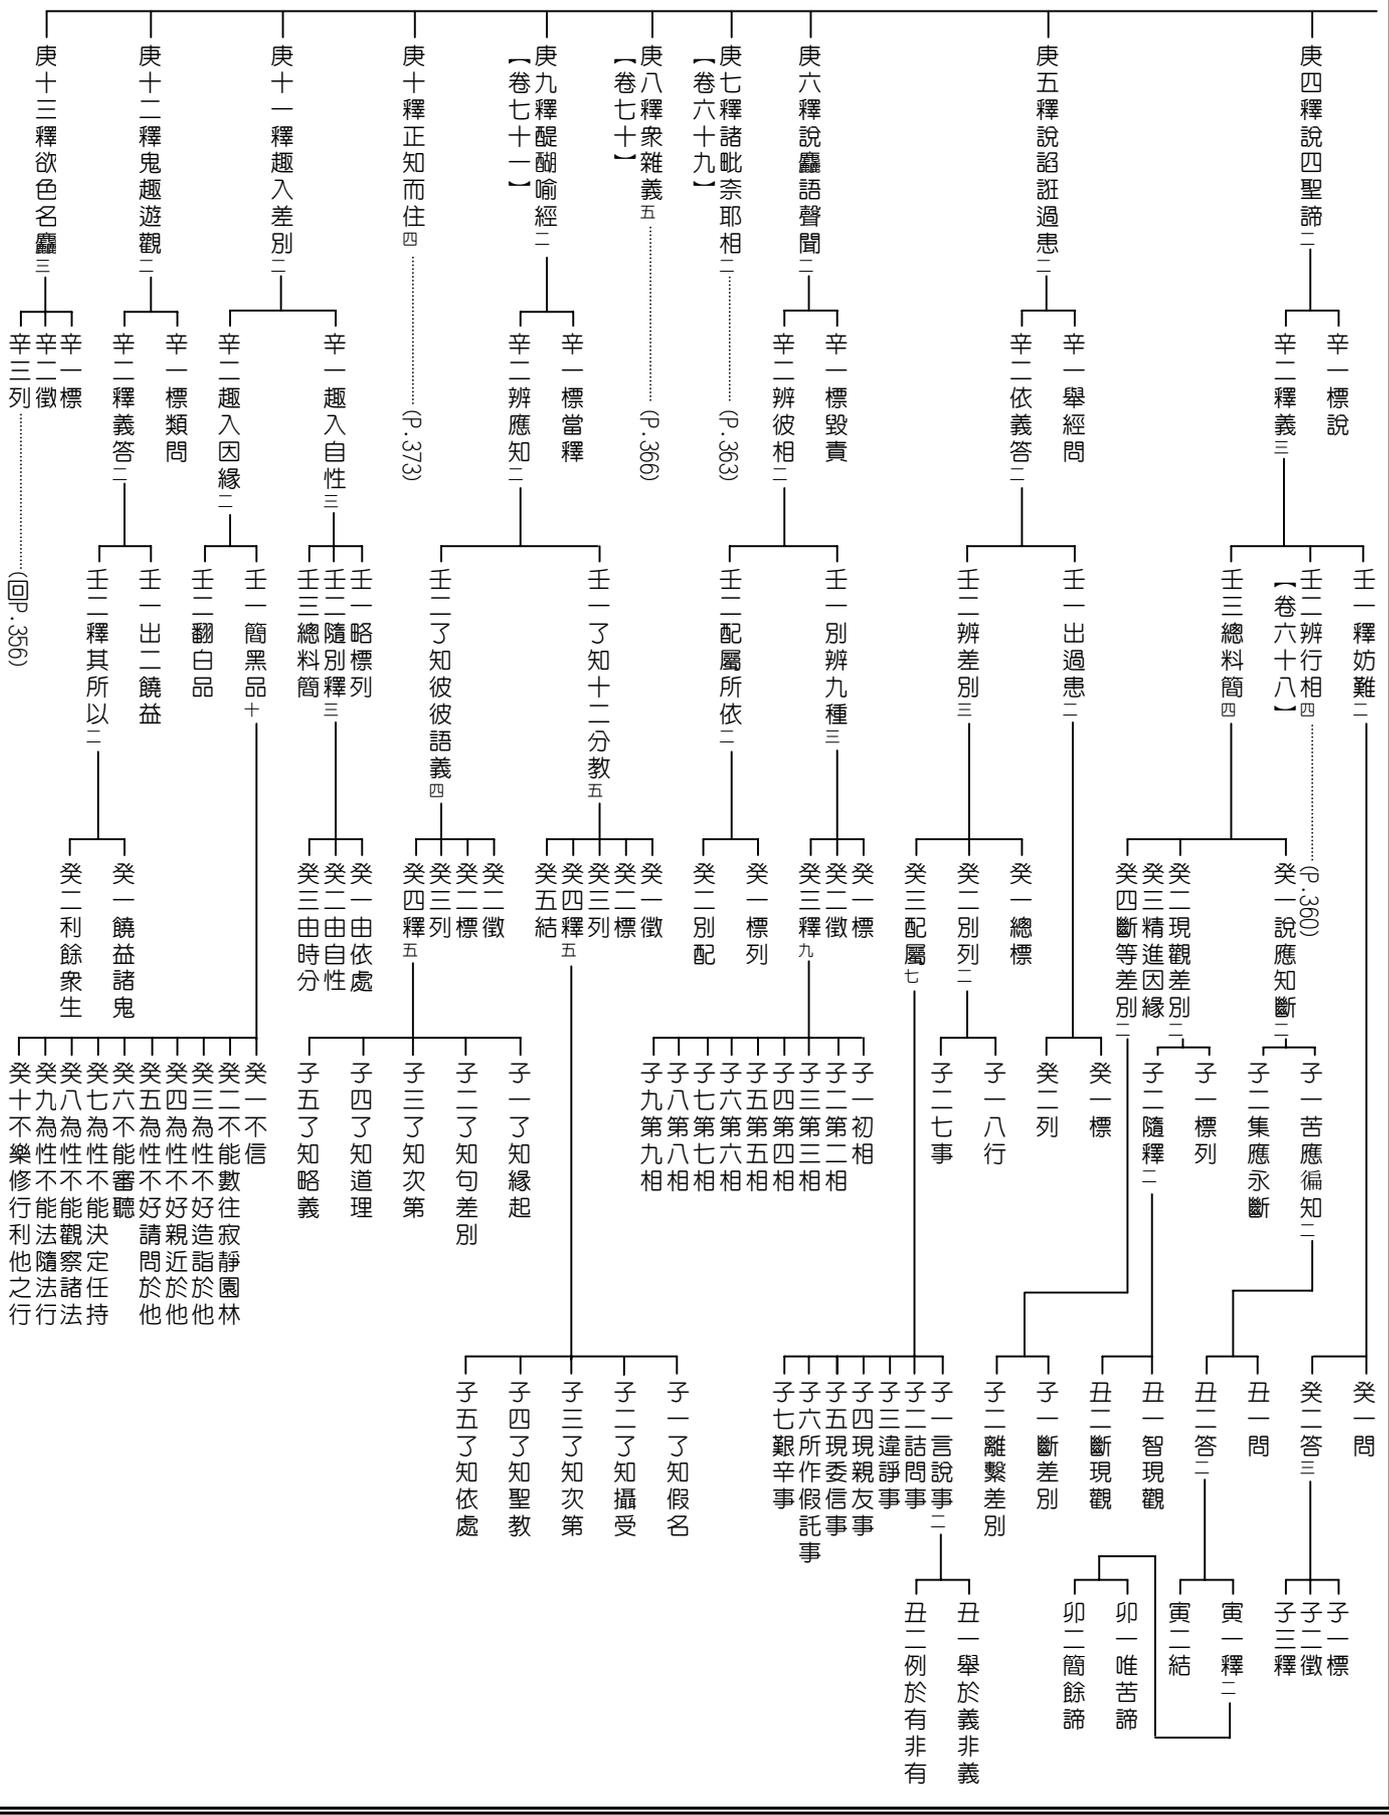 庚四釋說四聖諦二
辛一標說
辛二釋義三
壬一釋妨難二
癸一問
癸二答三
子一標
子二徵
子三釋
壬二辨行相四
【卷六十八】
(P.360)
壬三總料簡四
癸一說應知斷二
子一苦應徧知二
丑一問
丑二答二
寅一釋二
卯一唯苦諦
卯二簡餘諦
寅二結
子二集應永斷
癸二現觀差別二
子一標列
子二隨釋二
丑一智現觀
丑二斷現觀
癸三精進因緣
癸四斷等差別二
子一斷差別
子二離繫差別
庚五釋說諂誑過患二
辛一舉經問
辛二依義答二
壬一出過患二
癸一標
癸二列
壬二辨差別三
癸一總標
癸二別列二
子一八行
子二七事
癸三配屬七
子一言說事二
丑一舉於義非義
丑二例於有非有
子二詰問事
子三違諍事
子四現親友事
子五現委信事
子六所作假託事
子七艱辛事
庚六釋說麤語聲聞二
辛一標毀責
辛二辨彼相二
壬一別辨九種三
癸一標
癸二徵
癸三釋九
子一初相
子二第二相
子三第三相
子四第四相
子五第五相
子六第六相
子七第七相
子八第八相
子九第九相
壬二配屬所依二
癸一標列
癸二別配
庚七釋諸毗奈耶相二
【卷六十九】
(P.363)
庚八釋衆雜義五
【卷七十】
(P.366)
庚九釋醍醐喻經二
【卷七十一】
辛一標當釋
辛二辨應知二
壬一了知十二分教五
癸一徵
癸二標
癸三列
癸四釋五
子一了知假名
子二了知攝受
子三了知次第
子四了知聖教
子五了知依處
癸五結
壬二了知彼彼語義四
癸二徵
癸二標
癸三列
癸四釋五
子一了知緣起
子二了知句差別
子三了知次第
子四了知道理
子五了知略義
庚十釋正知而住四
(P.373)
庚十一釋趣入差別二
辛一趣入自性三
壬一略標列
壬二隨別釋三
癸一由依處
癸二由自性
癸三由時分
壬三總料簡
辛二趣入因緣二
壬一簡黑品十
癸一不信
癸二不能數往寂靜園林
癸三為性不好造詣於他
癸四為性不好親近於他
癸五為性不好請問於他
癸六不能審聽
癸七為性不能決定任持
癸八為性不能觀察諸法
癸九為性不能法隨法行
癸十不樂修行利他之行
壬二翻白品
庚十二釋鬼趣遊觀二
辛一標類問
辛二釋義答二
壬一出二饒益
壬二釋其所以二
癸一饒益諸鬼
癸二利餘衆生
庚十三釋欲色名麤三
辛一標
辛二徵
辛三列
(回P.356)